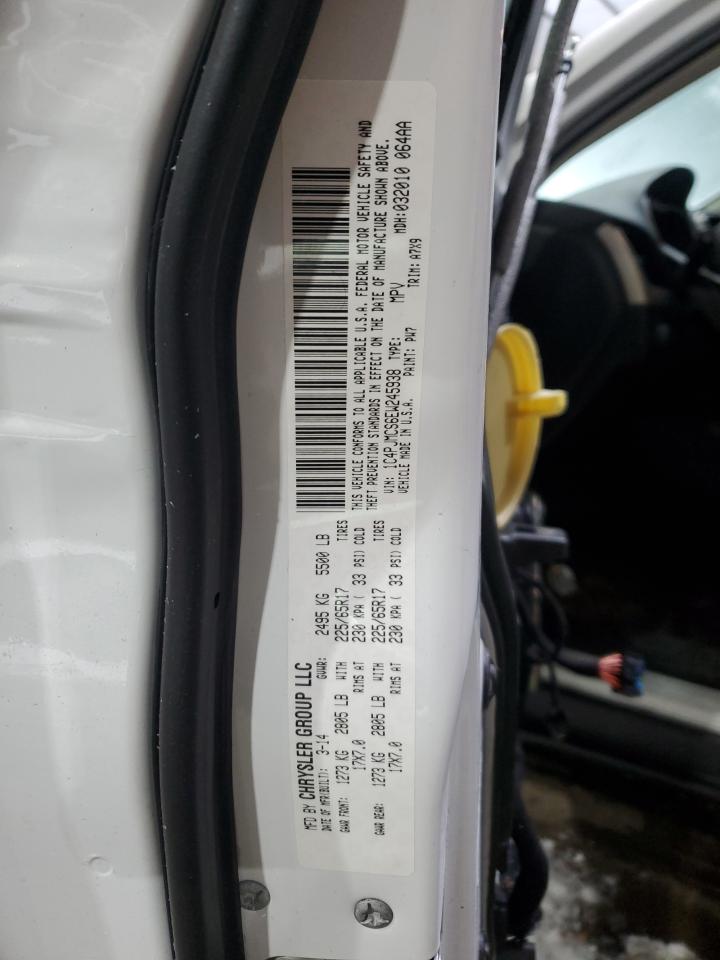 MFD BY CHRYSLER GROUP LLC
DATE OF MFR(BUILT): 3-14 GVWR: 2495 KG 5500 LB
GAWR FRONT: 1273 KG 2805 LB WITH 225/65R17 TIRES
17X7.0 RIMS AT 230 KPA ( 33 PSI) COLD
GAWR REAR: 1273 KG 2805 LB WITH 225/65R17 TIRES
17X7.0 RIMS AT 230 KPA ( 33 PSI) COLD
THIS VEHICLE CONFORMS TO ALL APPLICABLE U.S.A. FEDERAL MOTOR VEHICLE SAFETY AND
THEFT PREVENTION STANDARDS IN EFFECT ON THE DATE OF MANUFACTURE SHOWN ABOVE.
VIN: 1C4PJMCS6EW245938 TYPE: MPV MDH:032010 064AA
VEHICLE MADE IN U.S.A. PAINT: PW7 TRIM: A7X9